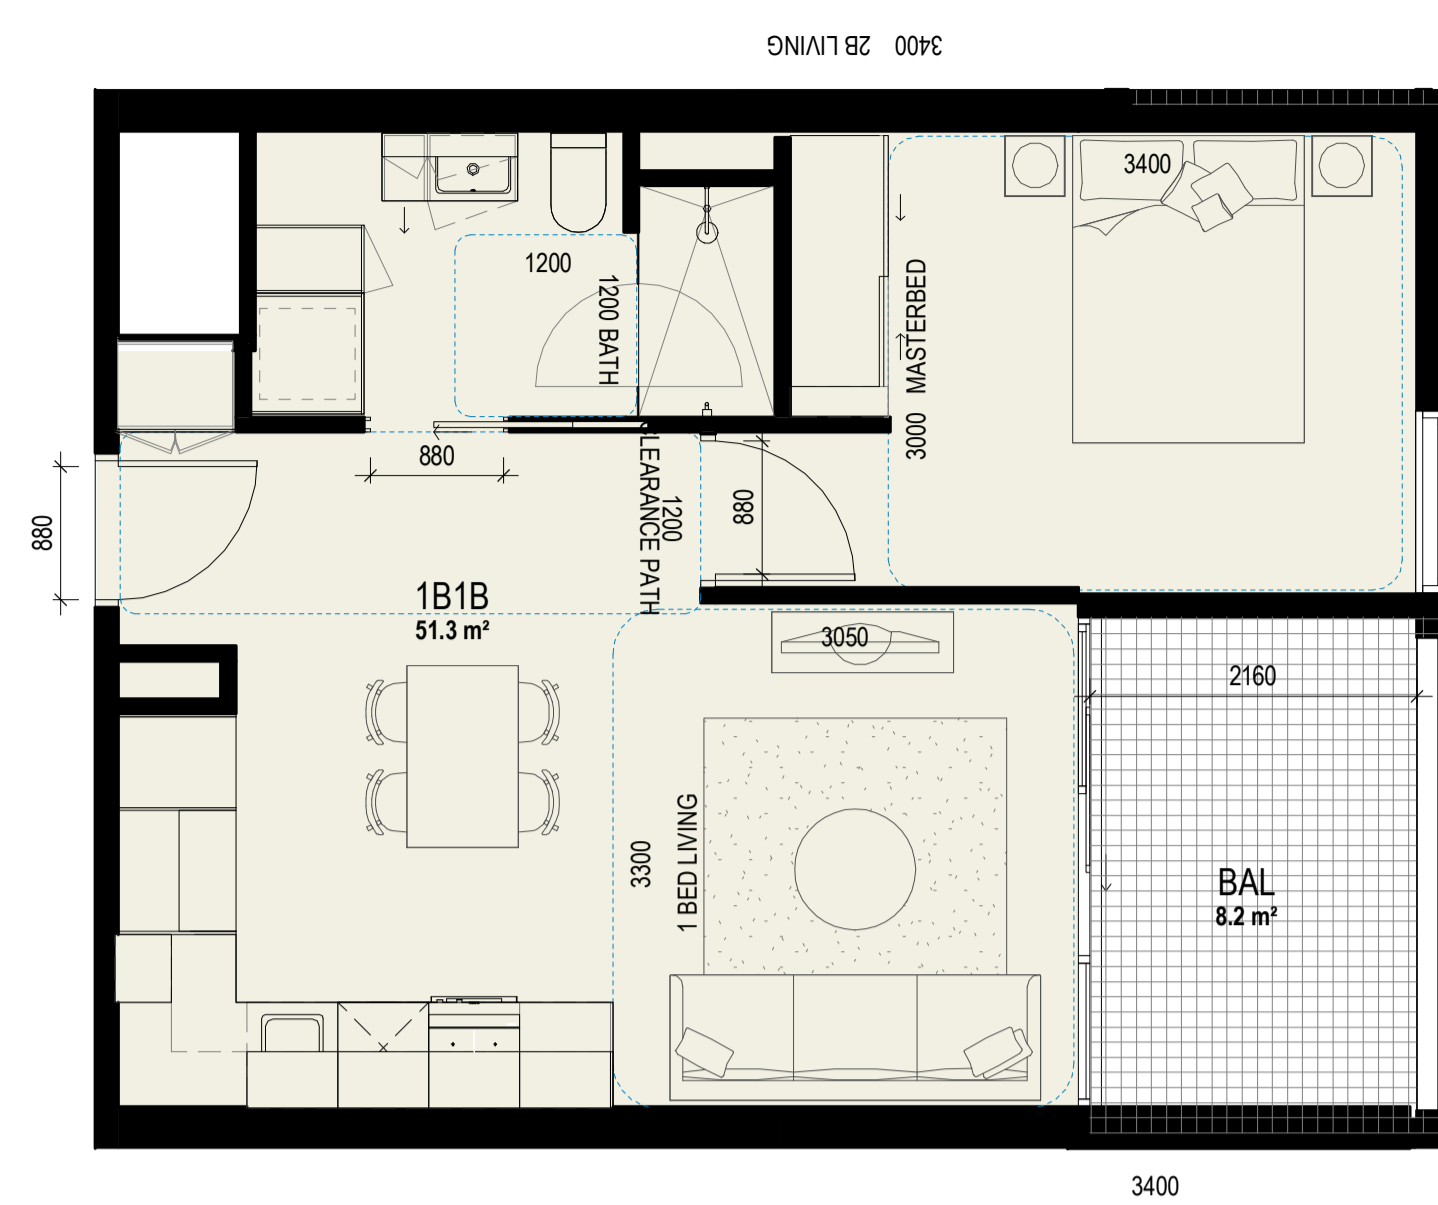 3400 2B LIVING
3400
1200
1200 BATH
3000 MASTERBED
880
880
1200
CLEARANCE PATH
880
1B1B
51.3 m²
3050
2160
3300
1 BED LIVING
BAL
8.2 m²
3400